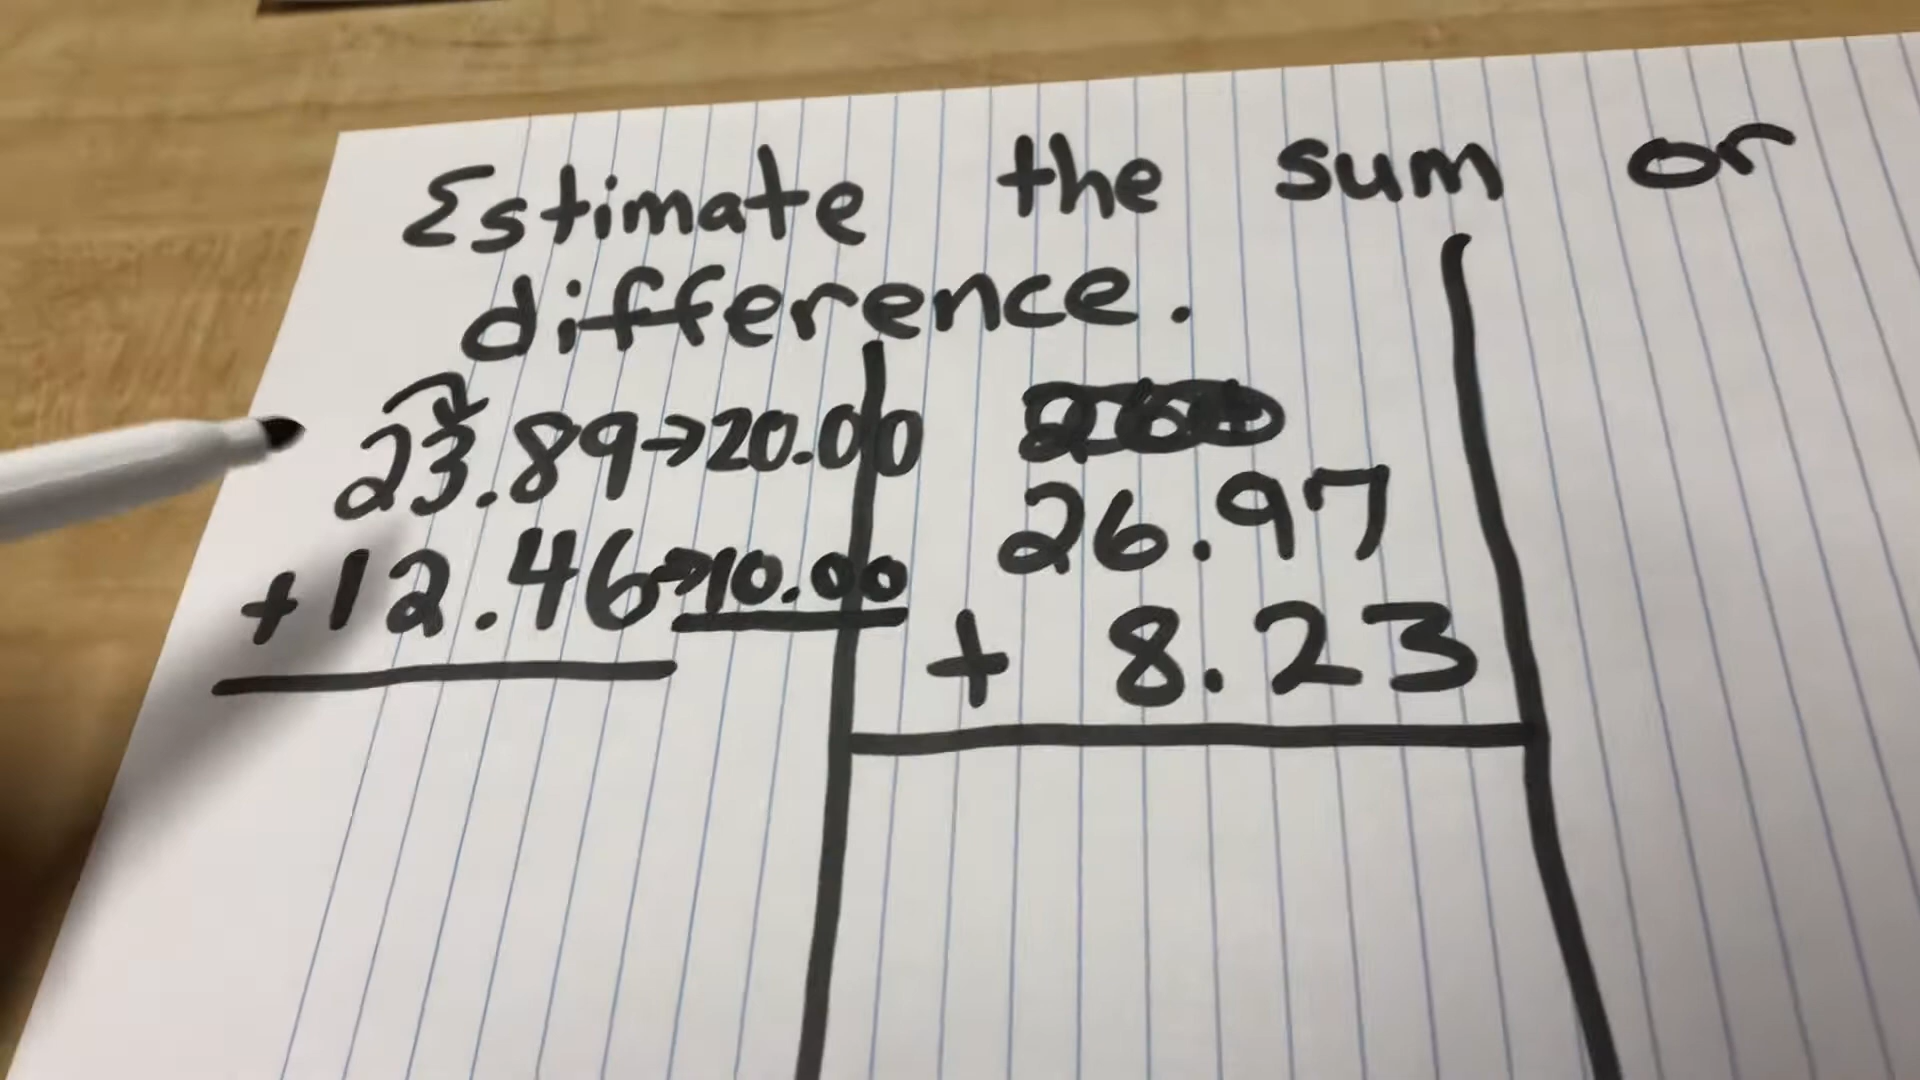 Estimate the sum or
difference.
23.89→20.00
+12.46→10.00
26.97
+ 8.23